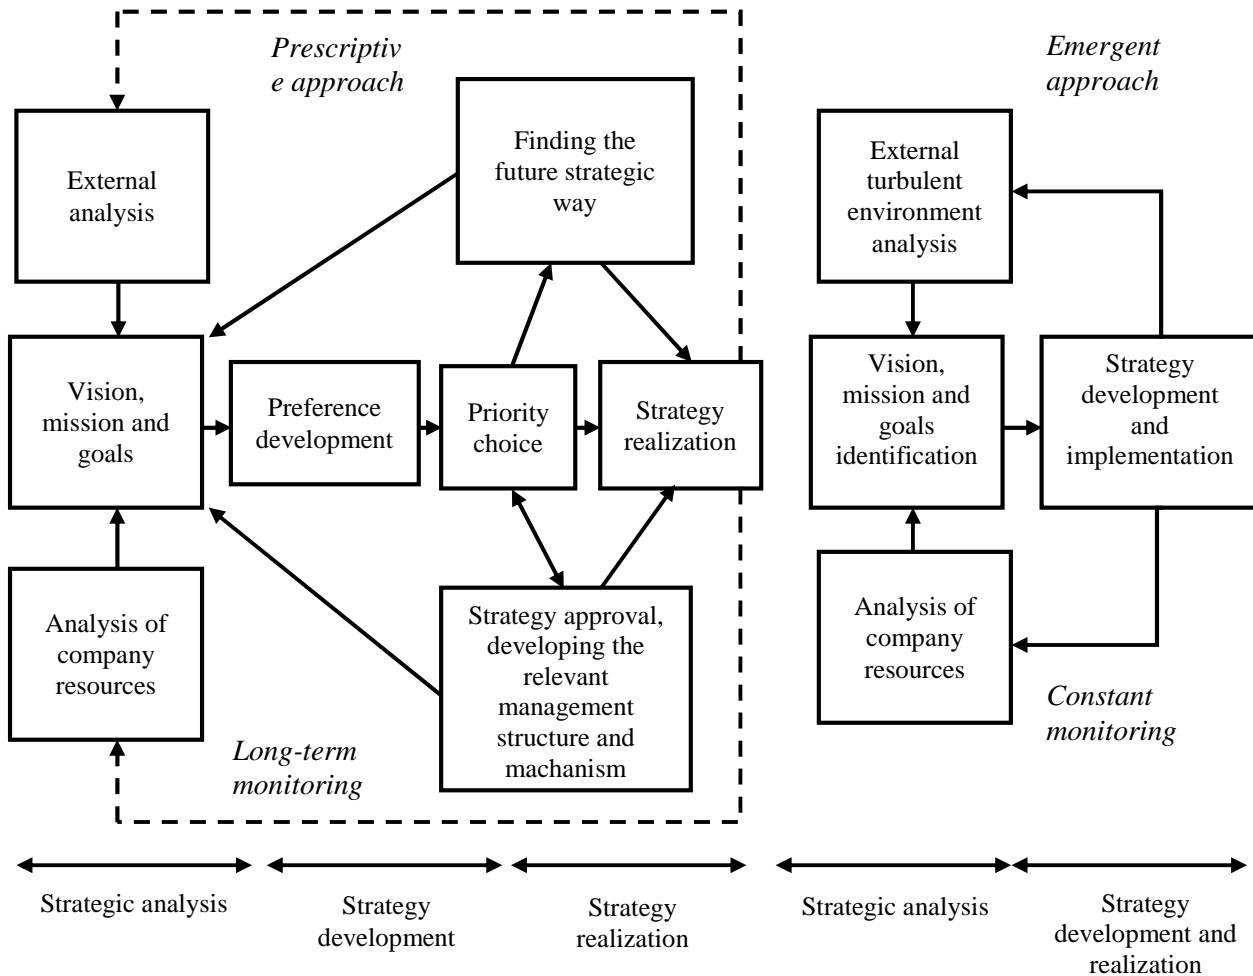 Prescriptiv
e approach
Emergent
approach
External
analysis
Finding the
future strategic
way
External
turbulent
environment
analysis
Vision,
mission and
goals
Preference
development
Priority
choice
Strategy
realization
Vision,
mission and
goals
identification
Strategy
development
and
implementation
Analysis of
company
resources
Strategy approval,
developing the
relevant
management
structure and
machanism
Analysis of
company
resources
Long-term
monitoring
Constant
monitoring
Strategic analysis
Strategy
development
Strategy
realization
Strategic analysis
Strategy
development and
realization